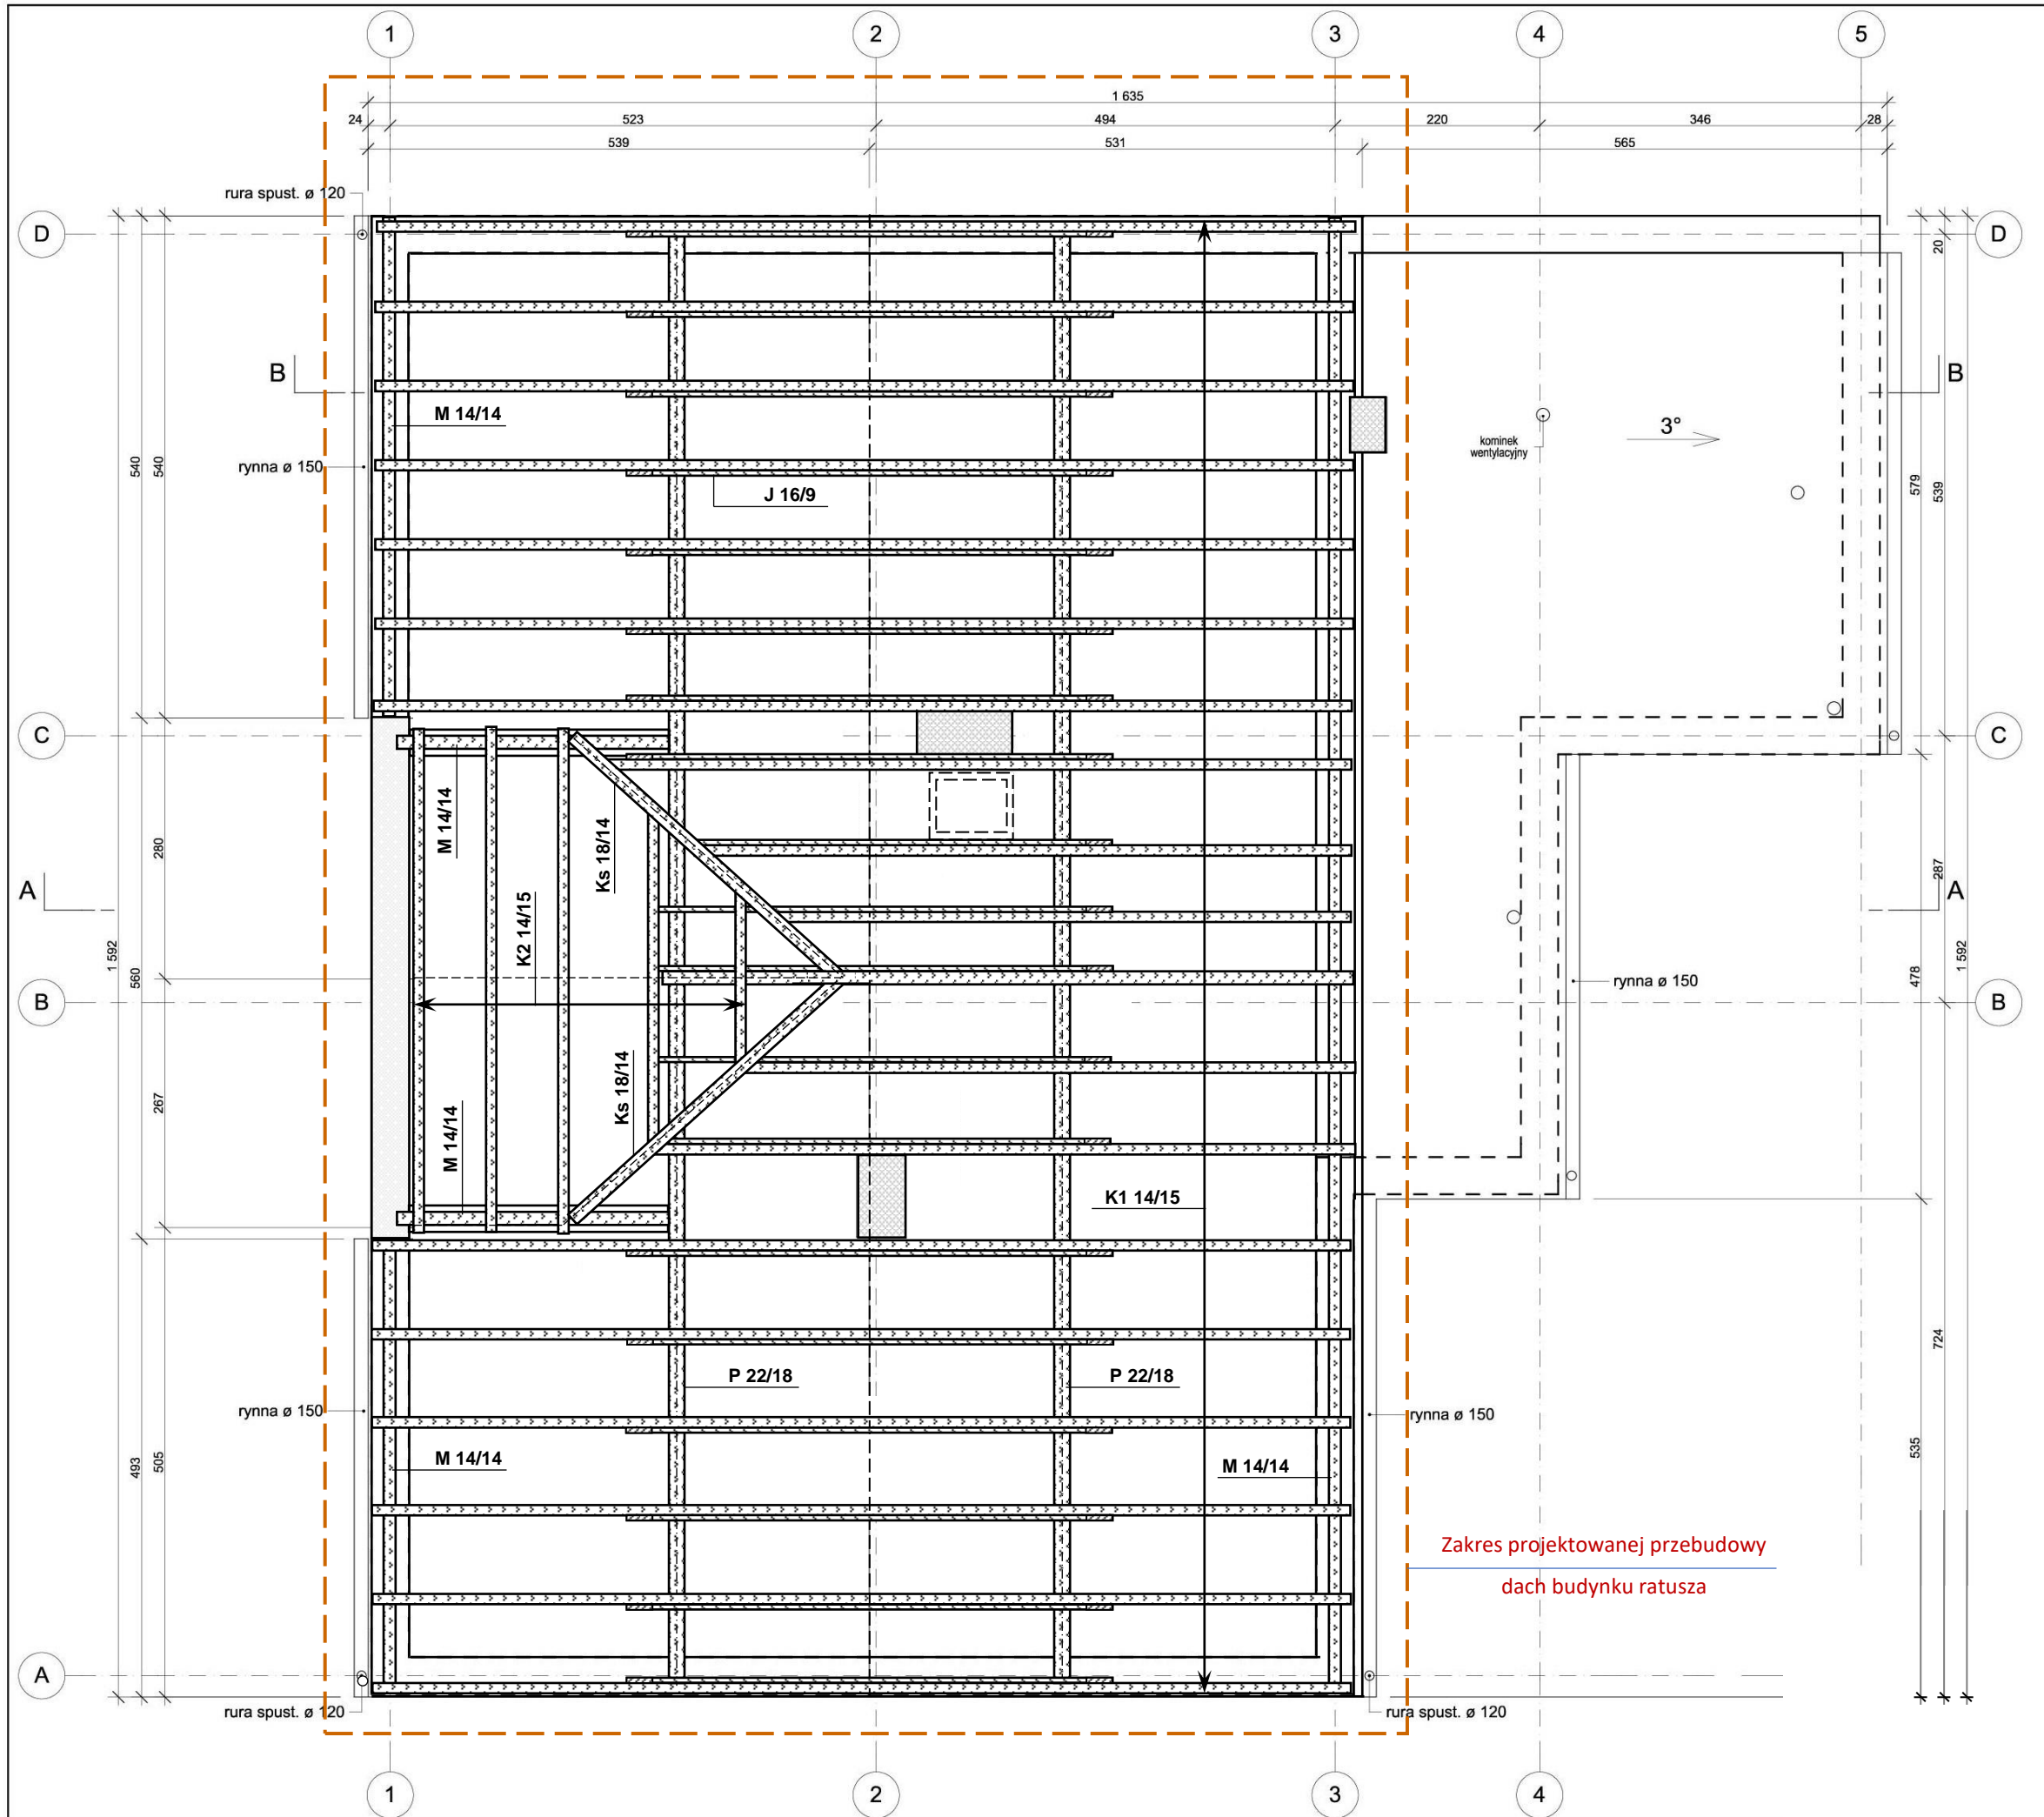 1
2
3
4
5
1 635
24
523
494
220
346
28
539
531
565
rura spust. ø 120
D
D
20
B
B
M 14/14
kominek
wentylacyjny
3°
540
540
rynna ø 150
J 16/9
579
539
C
C
M 14/14
Ks 18/14
280
287
A
A
K2 14/15
1 592
560
1 592
478
rynna ø 150
B
B
Ks 18/14
267
M 14/14
K1 14/15
724
P 22/18
P 22/18
rynna ø 150
rynna ø 150
493
505
535
M 14/14
M 14/14
Zakres projektowanej przebudowy
dach budynku ratusza
A
rura spust. ø 120
rura spust. ø 120
1
2
3
4